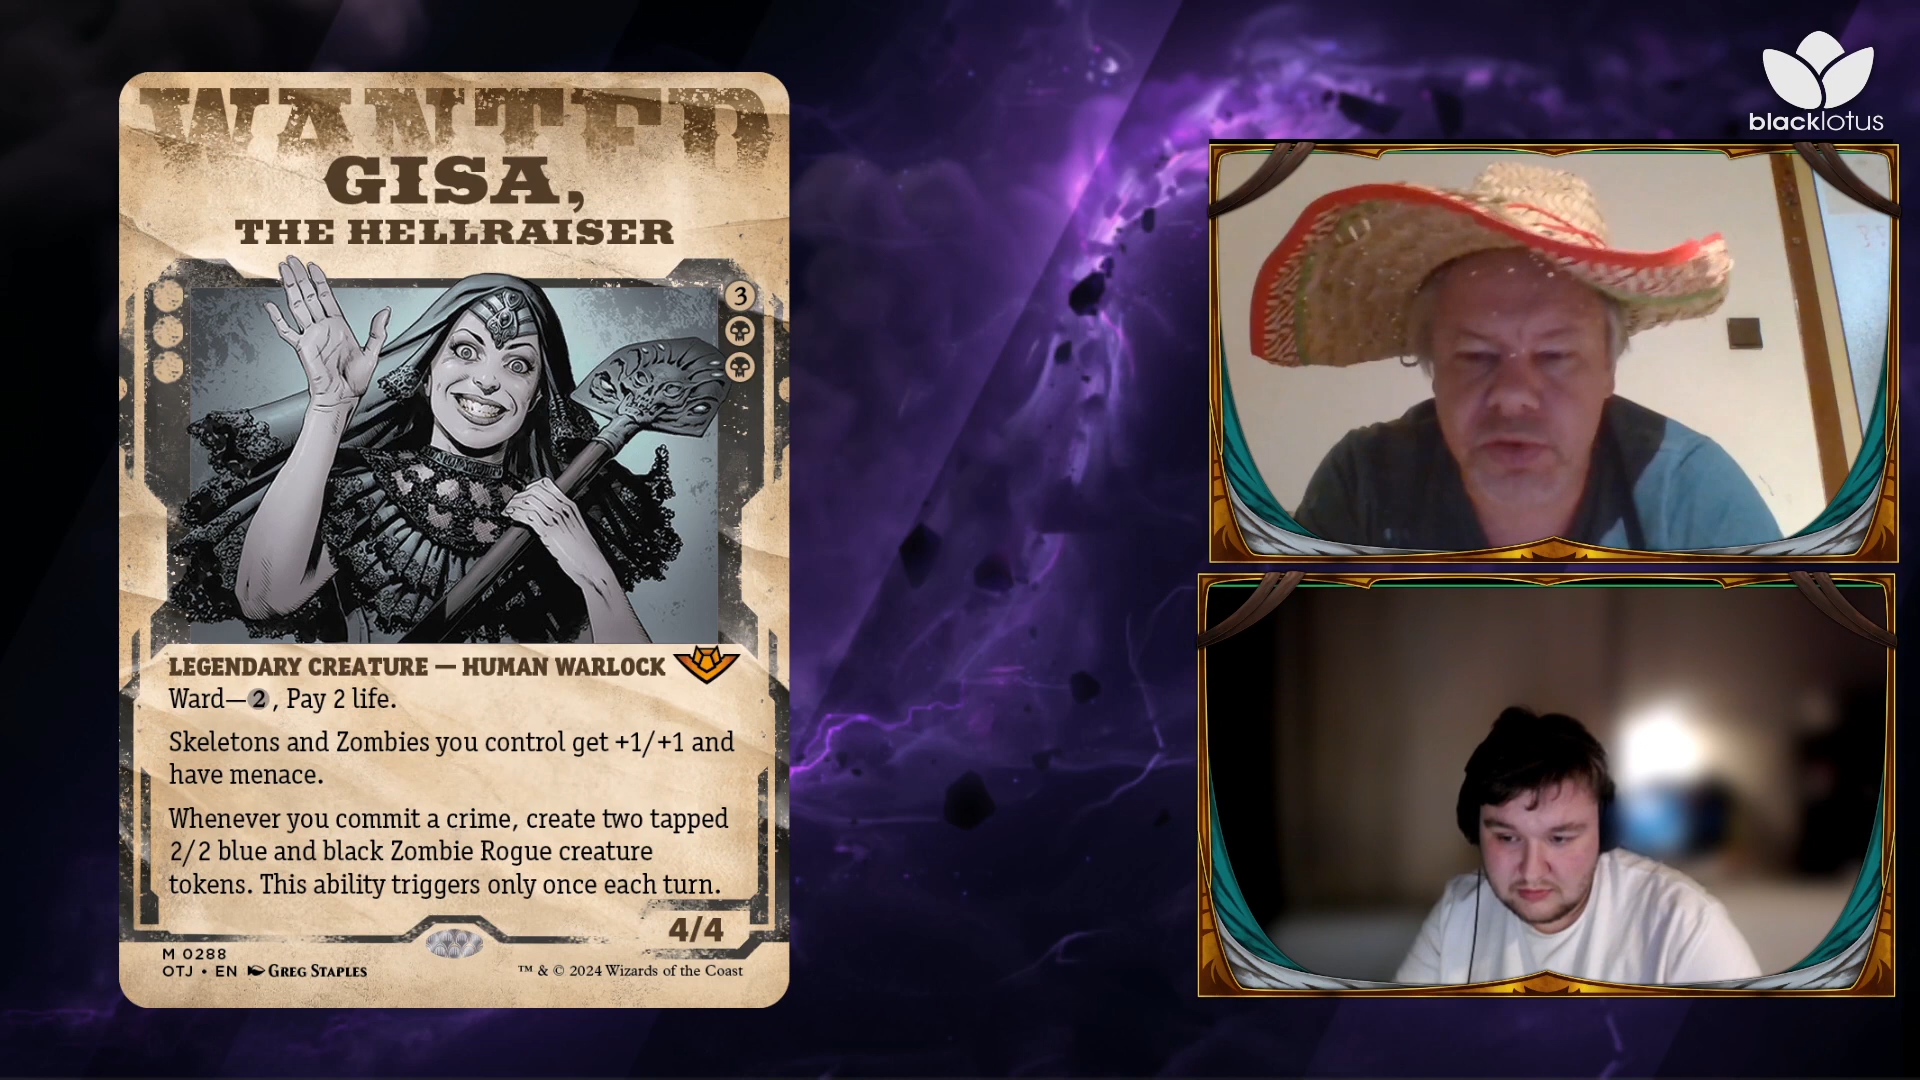 WANTED
GISA,
THE HELLRAISER
3
LEGENDARY CREATURE — HUMAN WARLOCK
Ward—2, Pay 2 life.
Skeletons and Zombies you control get +1/+1 and
have menace.
Whenever you commit a crime, create two tapped
2/2 blue and black Zombie Rogue creature
tokens. This ability triggers only once each turn.
4/4
M 0288
OTJ • EN GREG STAPLES
™ & © 2024 Wizards of the Coast
blacklotus